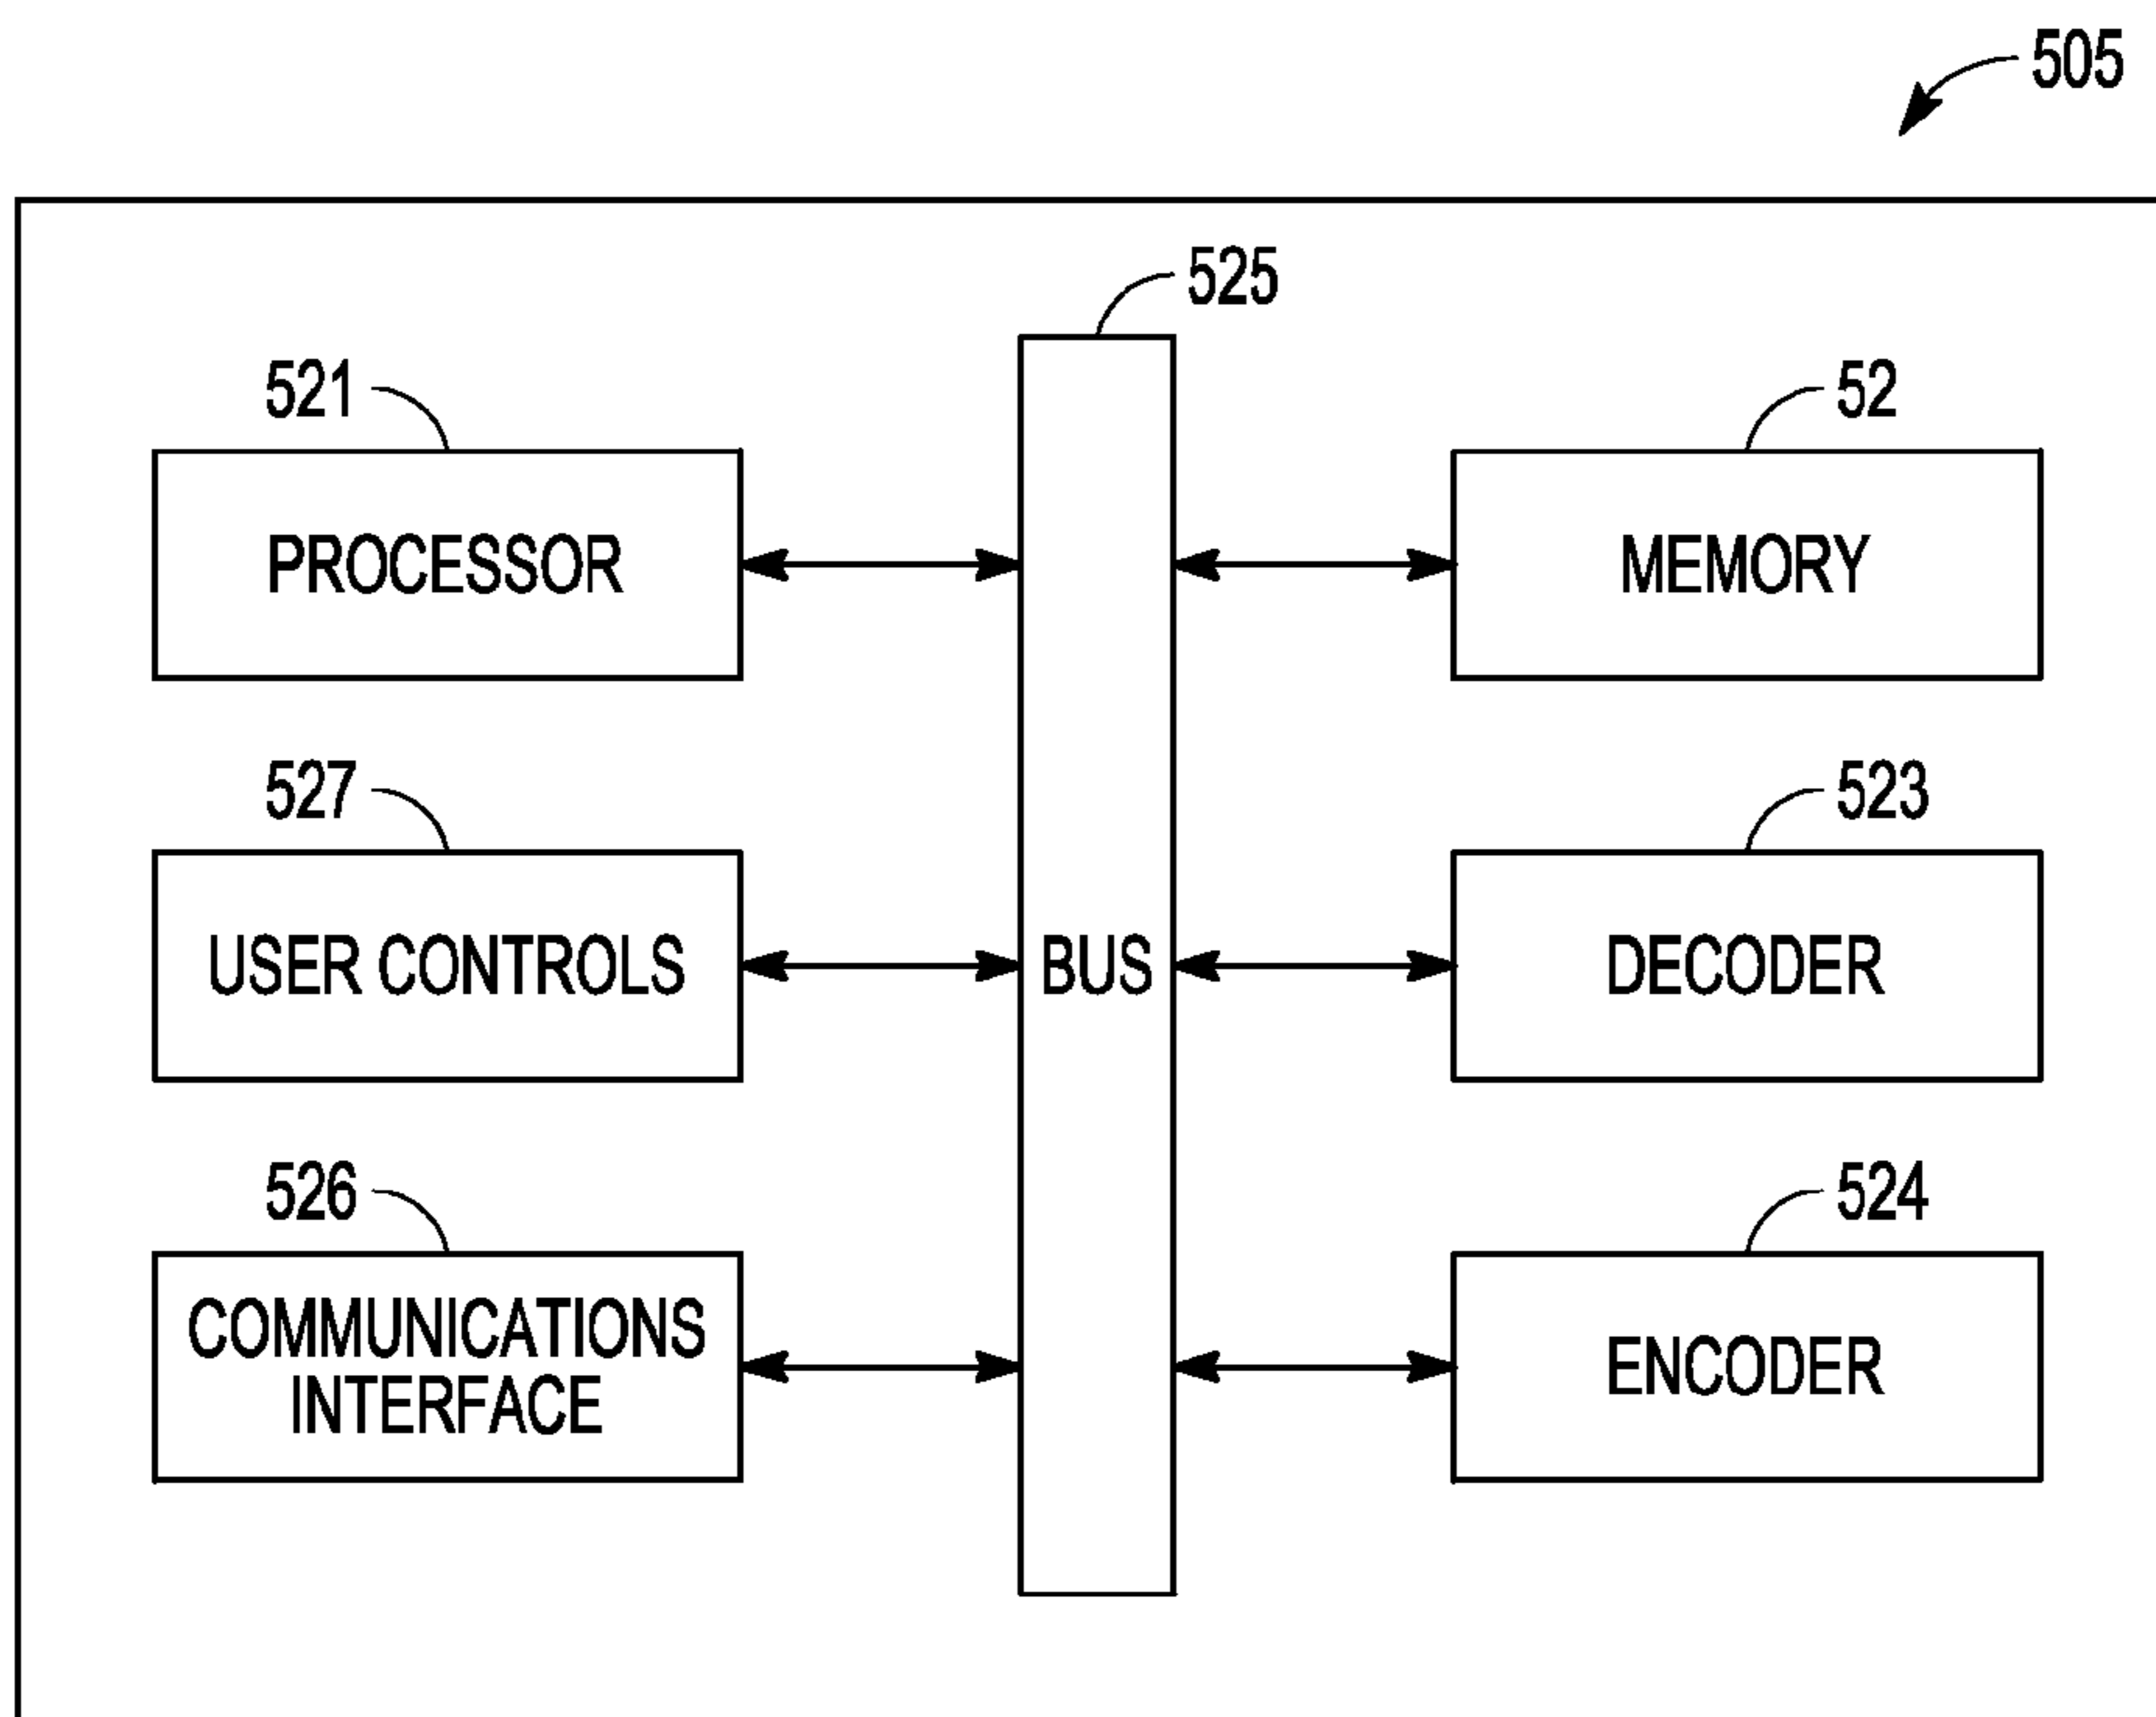 505
525
521
52
PROCESSOR
MEMORY
527
523
USER CONTROLS
BUS
DECODER
526
524
COMMUNICATIONS
INTERFACE
ENCODER